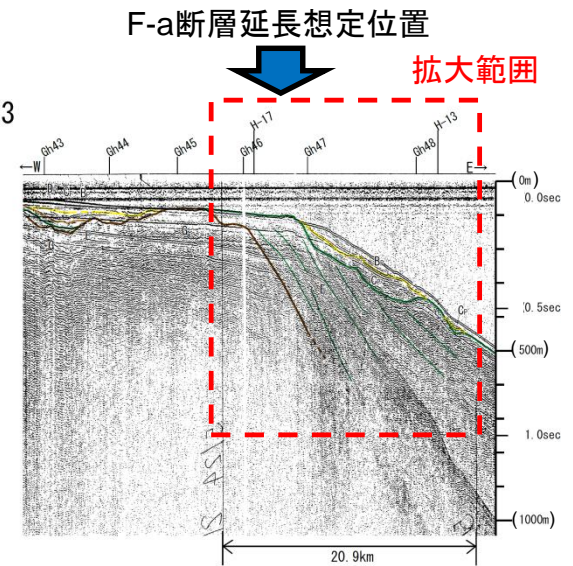 F-a断層延長想定位置
拡大範囲
3
Gh43
Gh44
Gh45
Gh46
H-17
Gh47
Gh48
H-13
←W
E→
(0m)
0.0sec
0.5sec
(500m)
1.0sec
(1000m)
20.9km